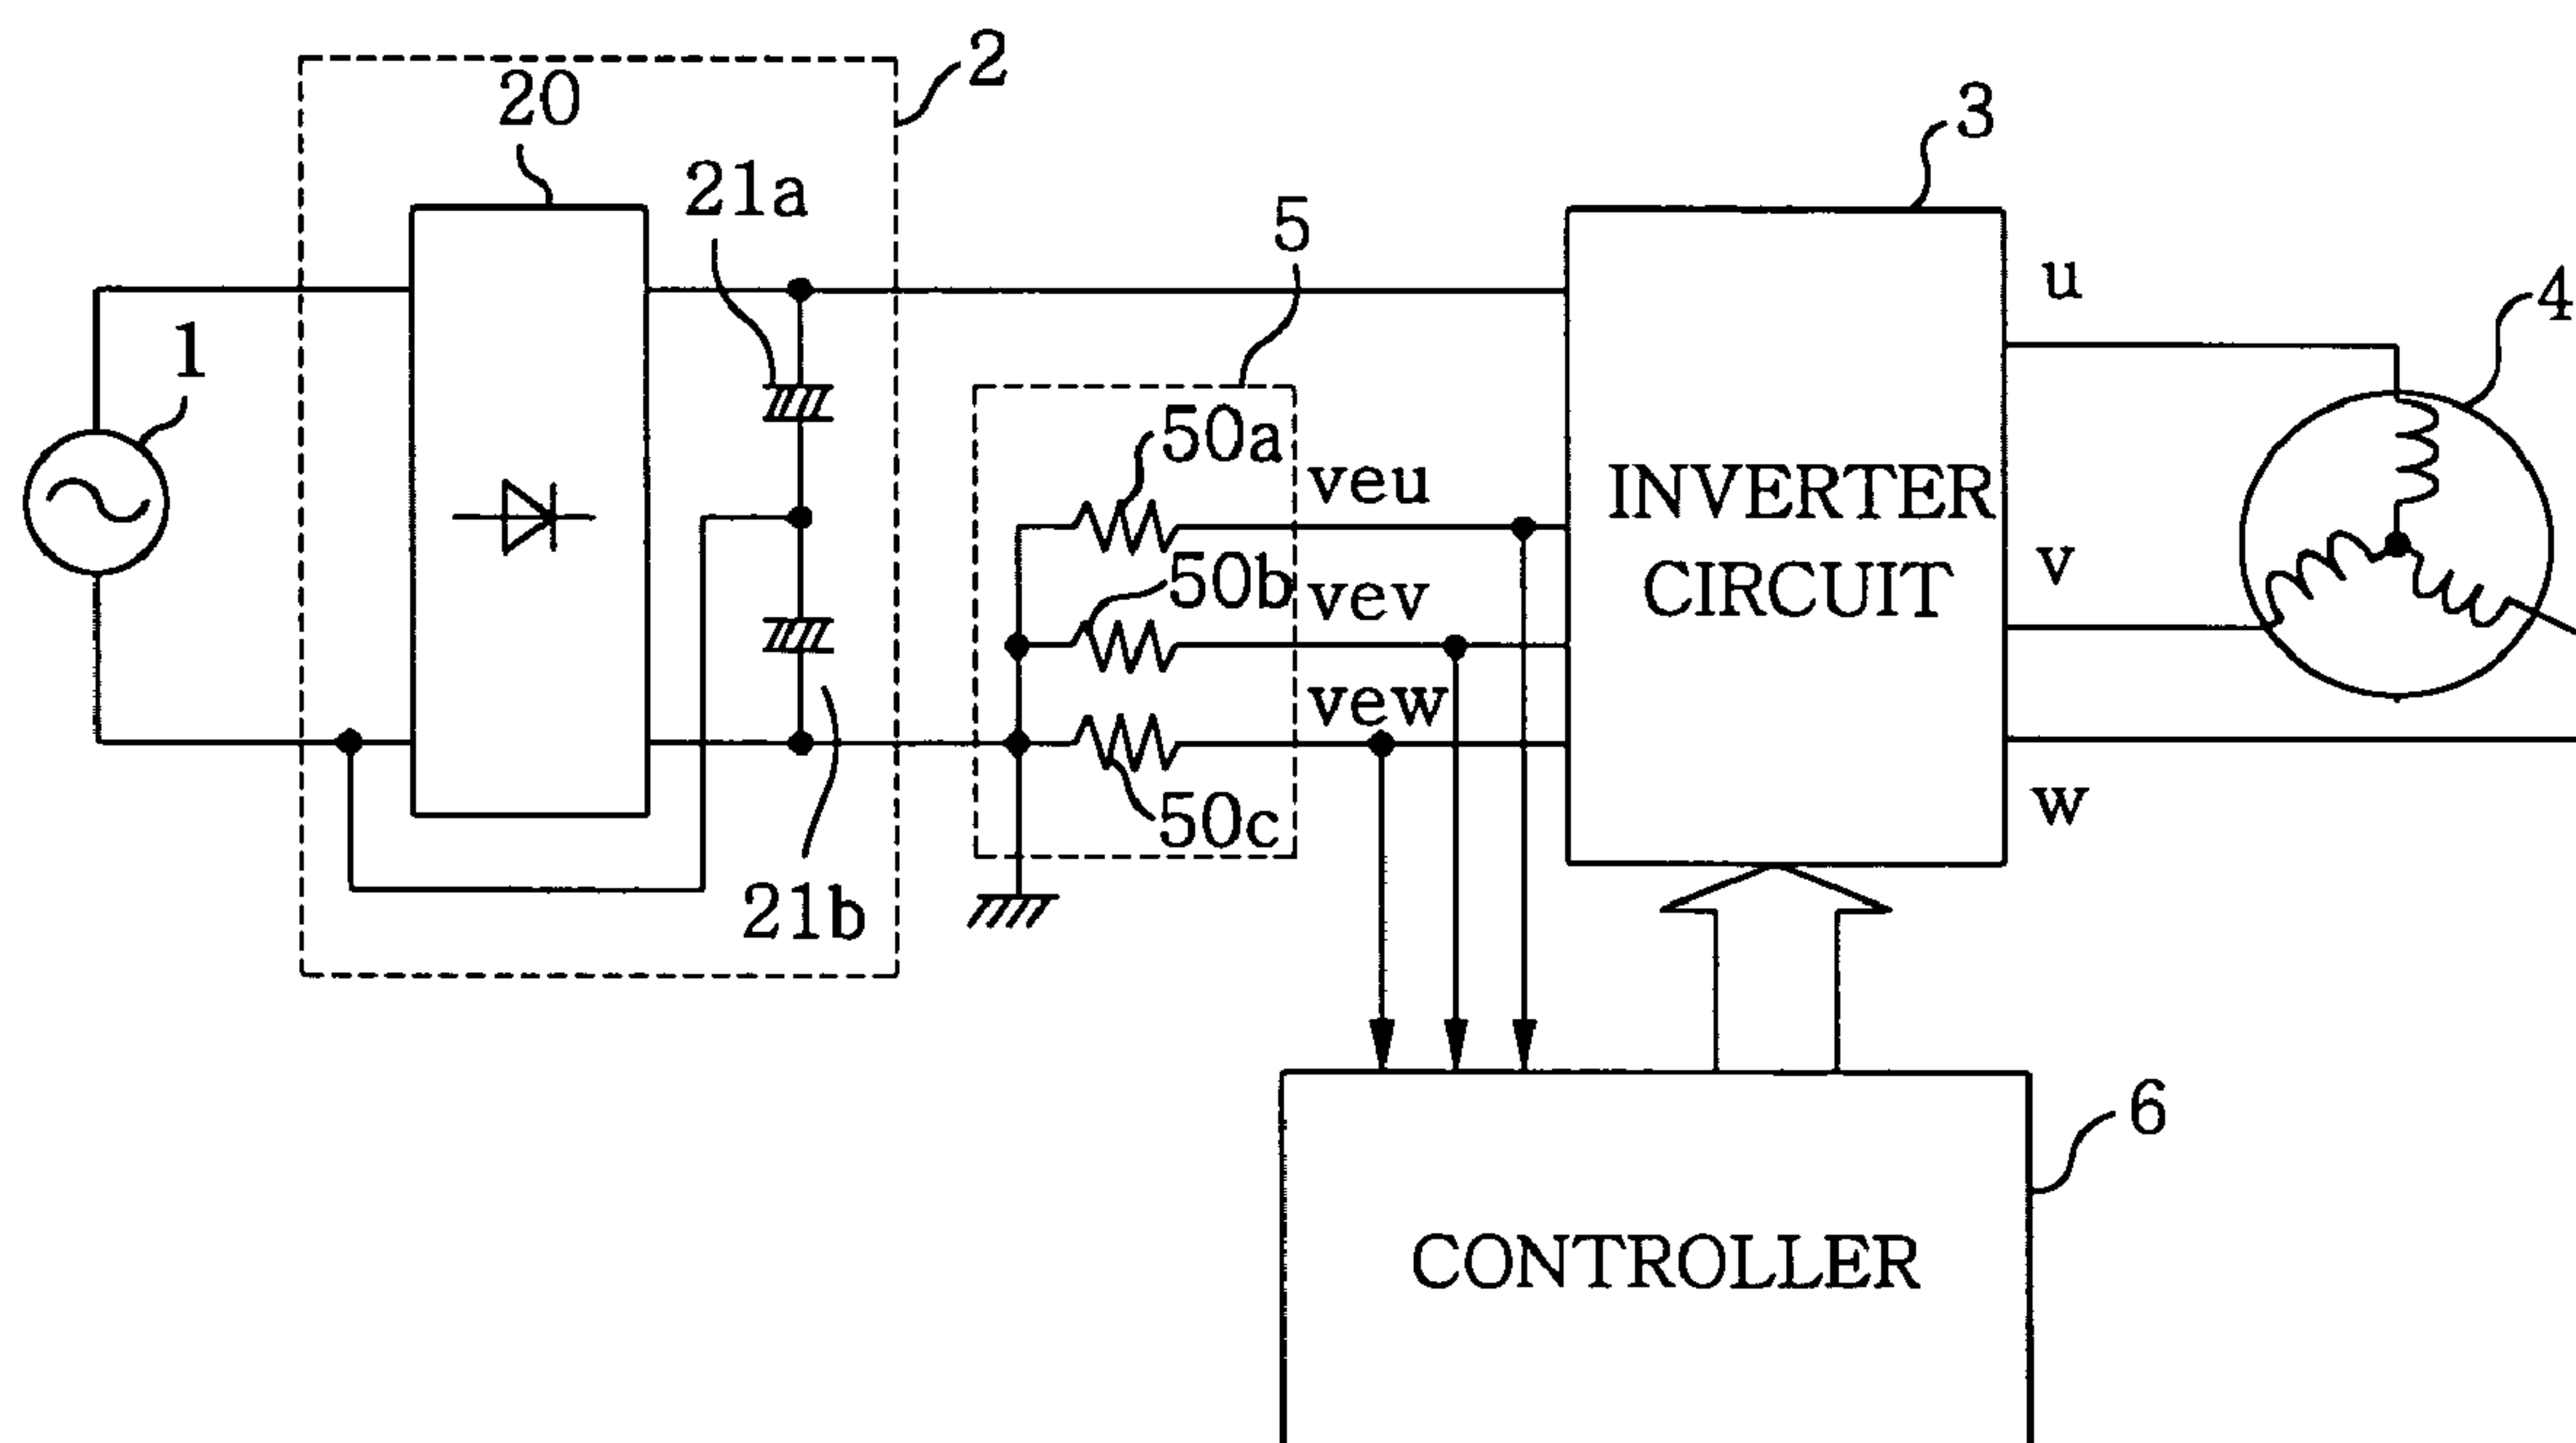 2
20
3
21a
5
u
4
1
50a
veu
INVERTER
CIRCUIT
v
50b
vev
vew
50c
w
21b
6
CONTROLLER